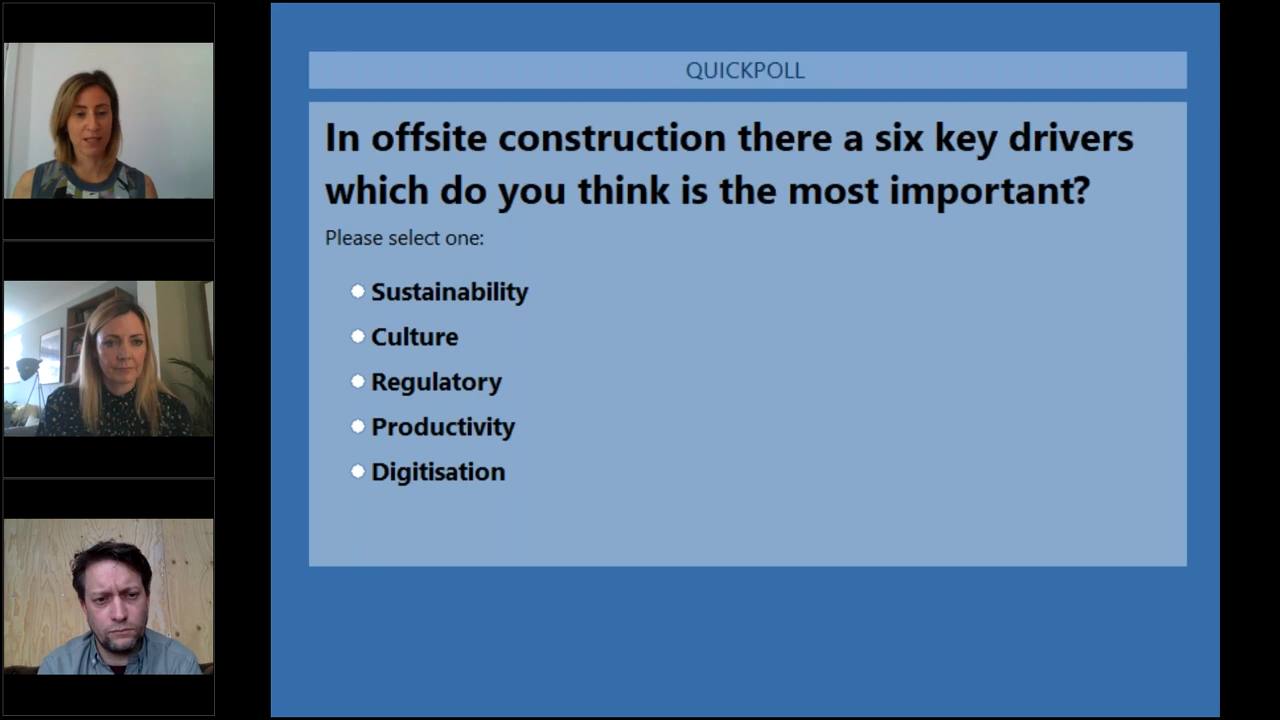 QUICKPOLL
In offsite construction there a six key drivers
which do you think is the most important?
Please select one:
Sustainability
Culture
Regulatory
Productivity
Digitisation